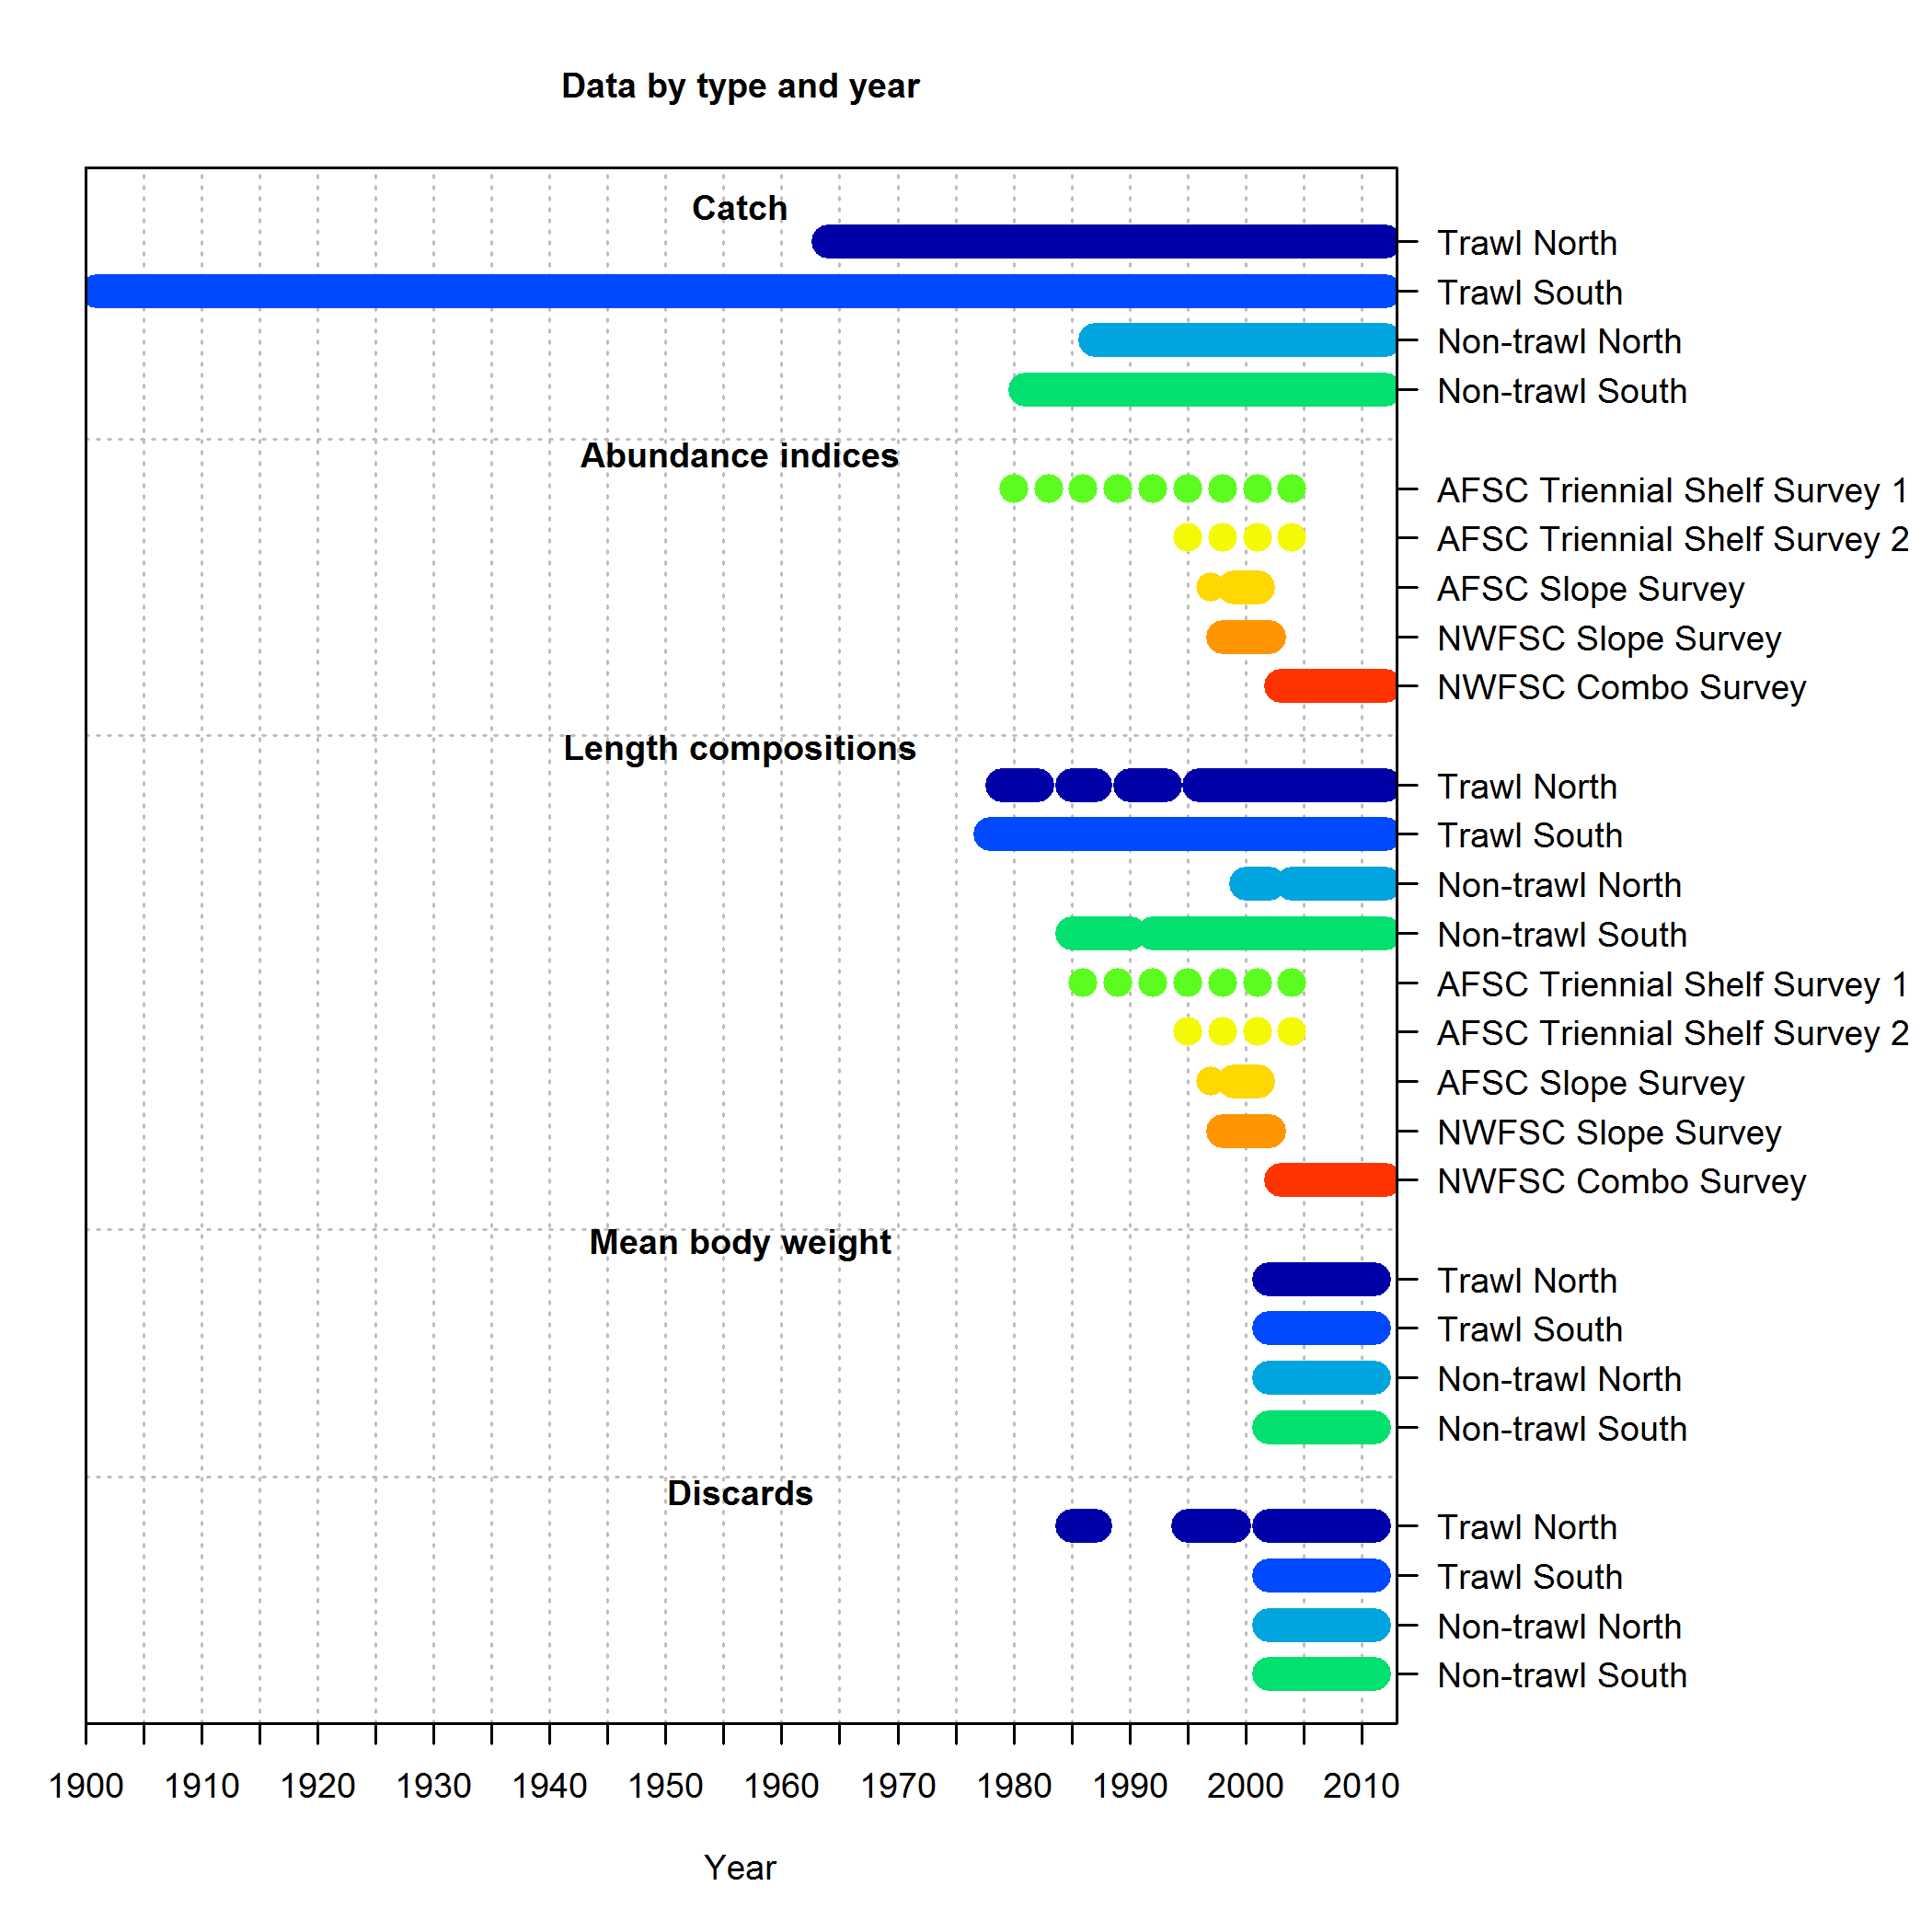 Data by type and year
Catch
Trawl North
Trawl South
Non-trawl North
Non-trawl South
Abundance indices
AFSC Triennial Shelf Survey 1
AFSC Triennial Shelf Survey 2
AFSC Slope Survey
NWFSC Slope Survey
NWFSC Combo Survey
Length compositions
Trawl North
Trawl South
Non-trawl North
Non-trawl South
AFSC Triennial Shelf Survey 1
AFSC Triennial Shelf Survey 2
AFSC Slope Survey
NWFSC Slope Survey
NWFSC Combo Survey
Mean body weight
Trawl North
Trawl South
Non-trawl North
Non-trawl South
Discards
Trawl North
Trawl South
Non-trawl North
Non-trawl South
1900 1910 1920 1930 1940 1950 1960 1970 1980 1990 2000 2010
Year